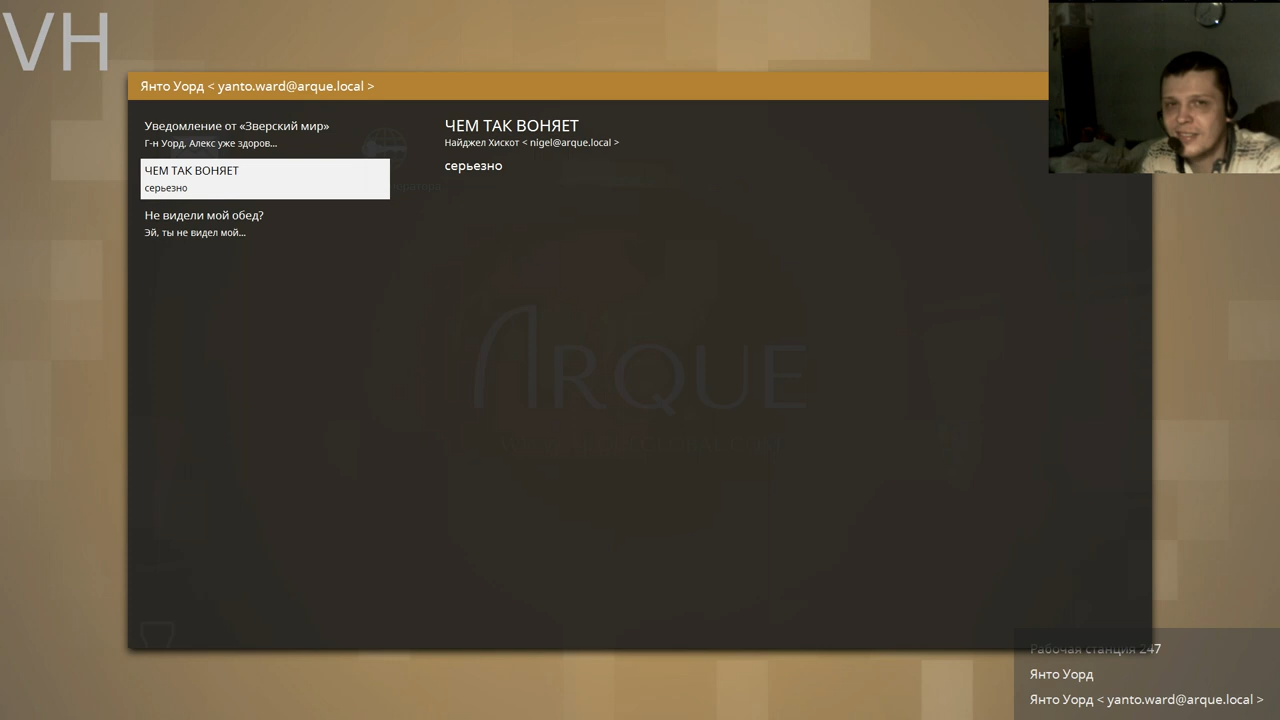 VH
Янто Уорд < yanto.ward@arque.local >
Уведомление от «Зверский мир»
Г-н Уорд, Алекс уже здоров...
ЧЕМ ТАК ВОНЯЕТ
серьезно
Не видели мой обед?
Эй, ты не видел мой...
ЧЕМ ТАК ВОНЯЕТ
Найджел Хискот < nigel@arque.local >
серьезно
ARQUE
Рабочая станция 247
Янто Уорд
Янто Уорд < yanto.ward@arque.local >